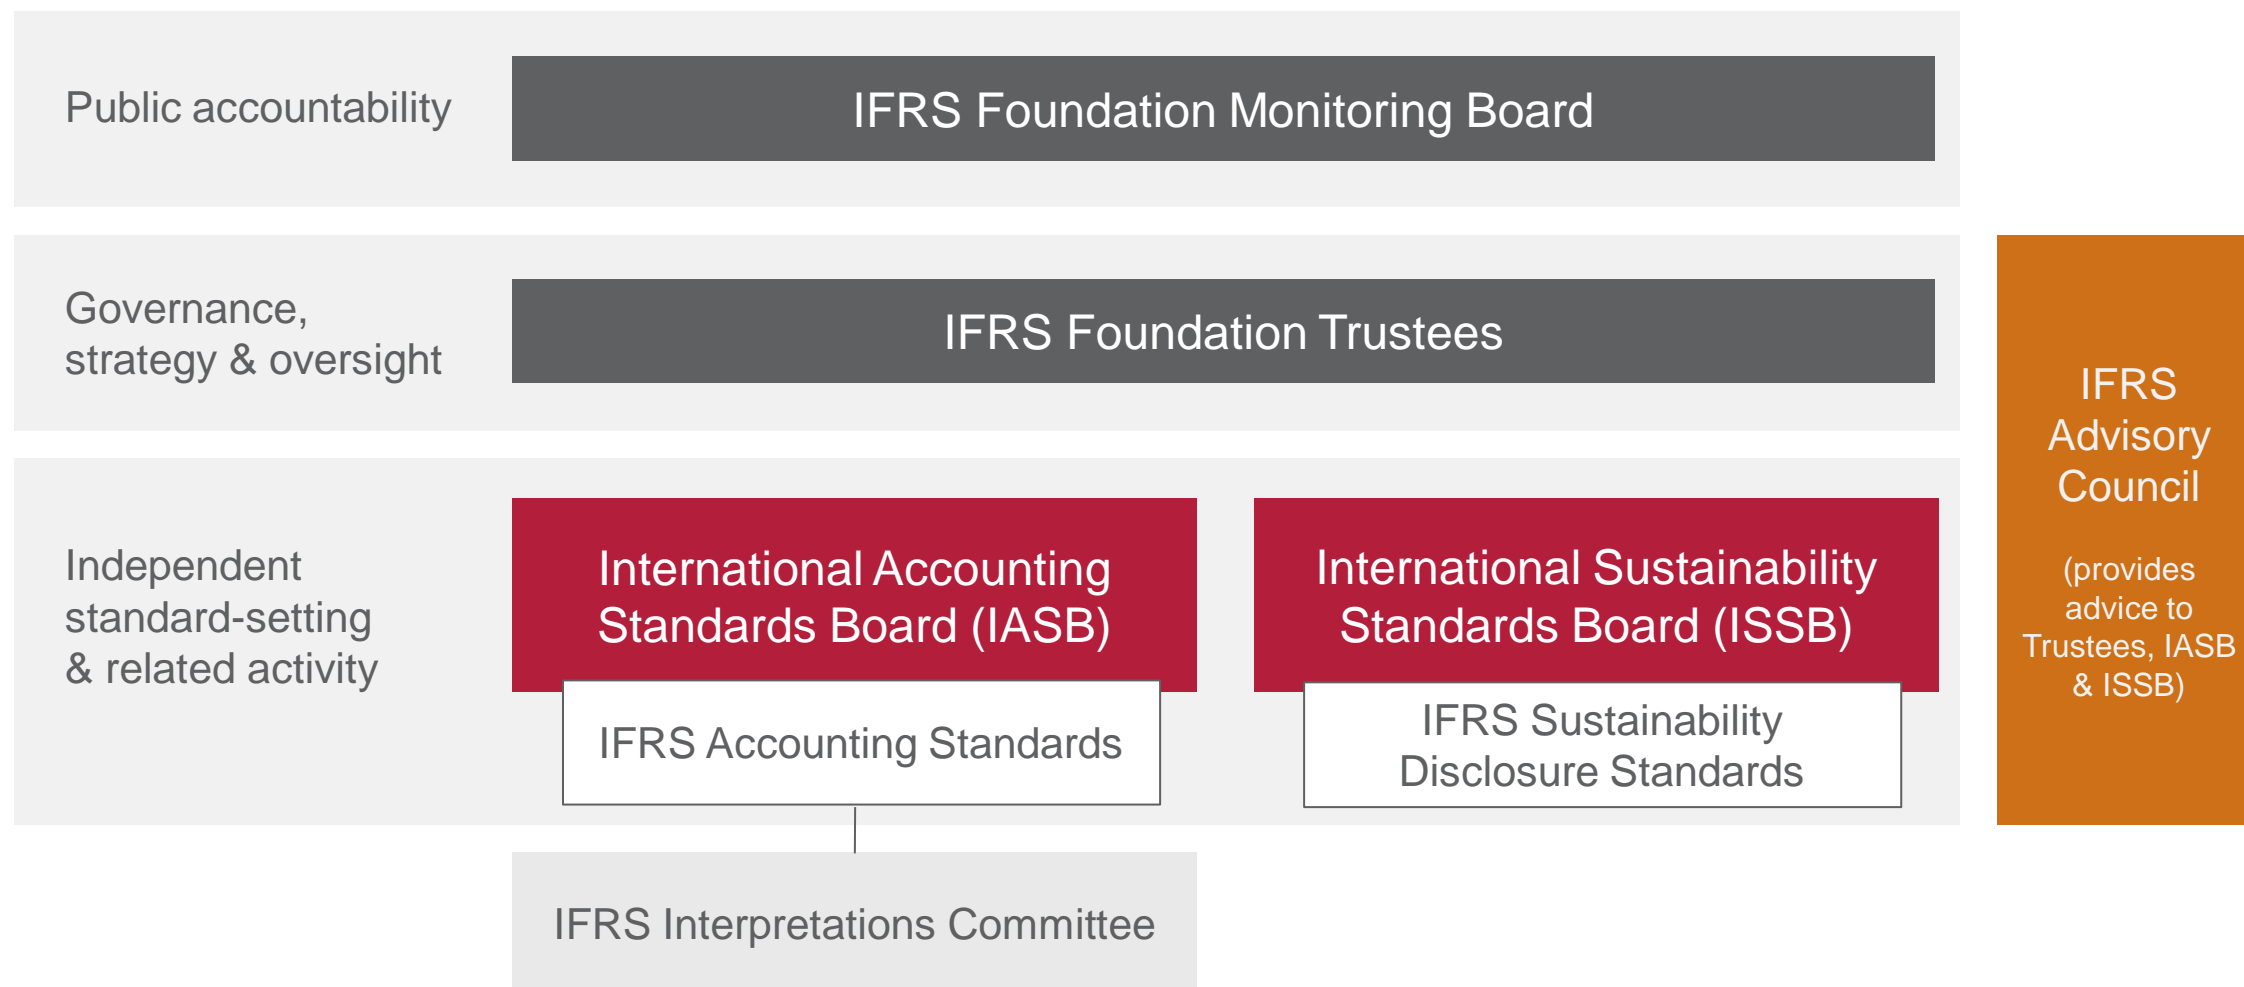 Public accountability
IFRS Foundation Monitoring Board
Governance,
strategy & oversight
IFRS Foundation Trustees
Independent
standard-setting
& related activity
International Accounting
Standards Board (IASB)
IFRS Accounting Standards
International Sustainability
Standards Board (ISSB)
IFRS Sustainability
Disclosure Standards
IFRS Interpretations Committee
IFRS
Advisory
Council
(provides
advice to
Trustees, IASB
& ISSB)